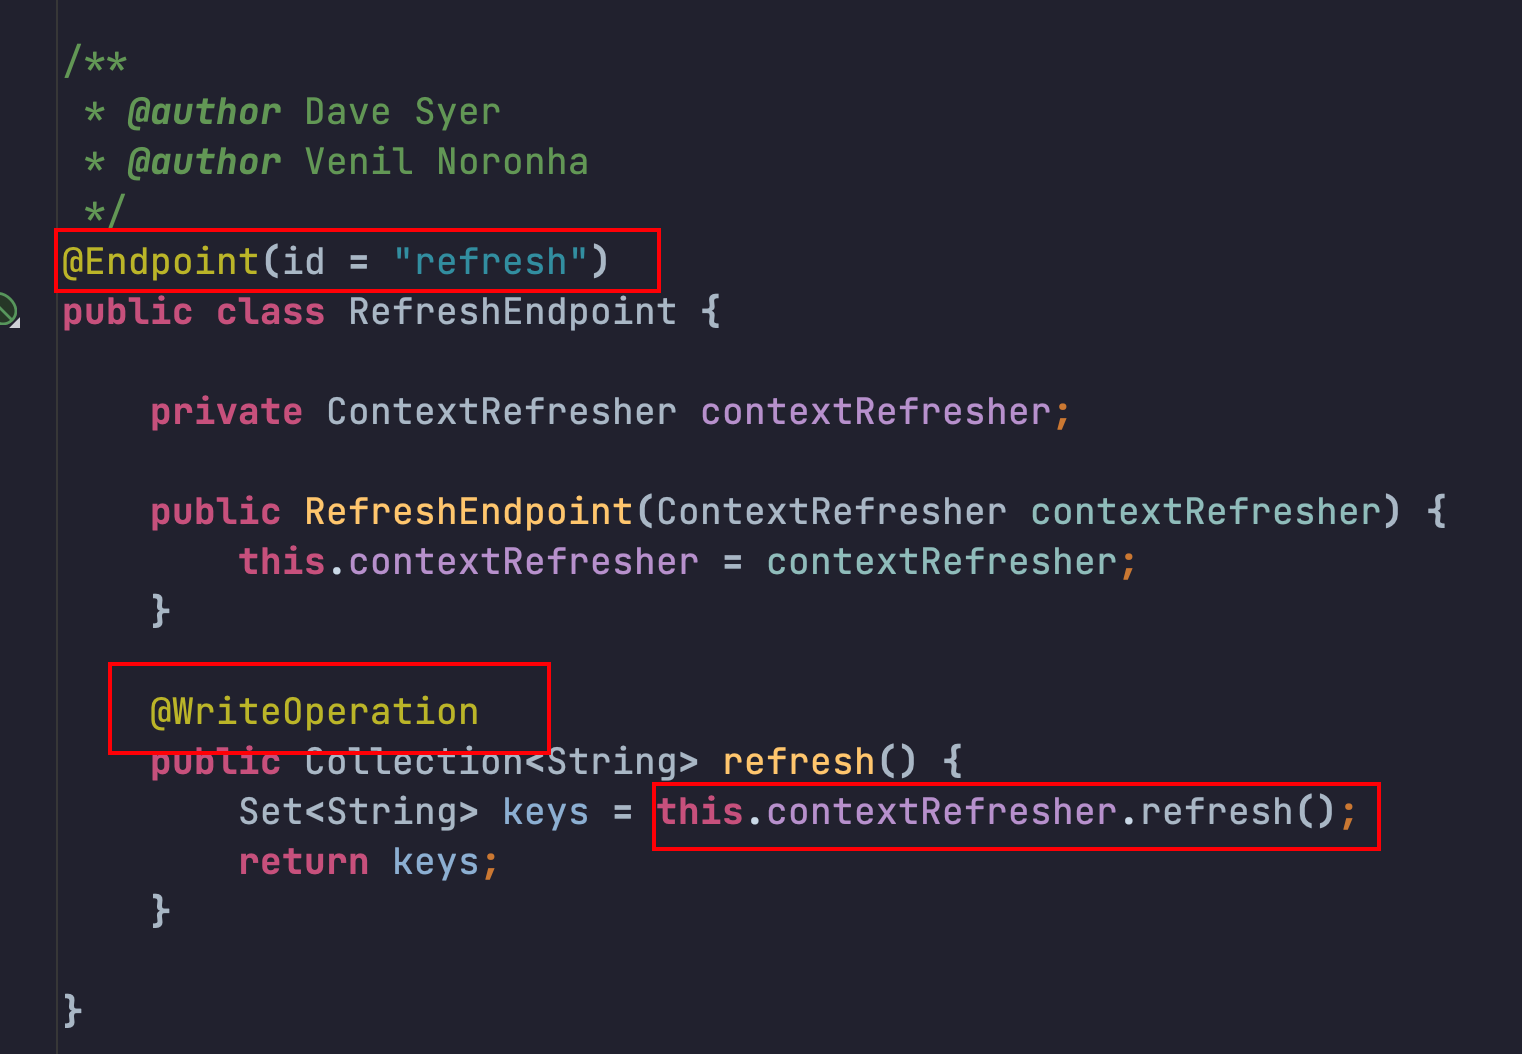 /**
 * @author Dave Syer
 * @author Venil Noronha
 */
@Endpoint(id = "refresh")
public class RefreshEndpoint {
    private ContextRefresher contextRefresher;
    public RefreshEndpoint(ContextRefresher contextRefresher) {
        this.contextRefresher = contextRefresher;
    }
    @WriteOperation
    public Collection<String> refresh() {
        Set<String> keys = this.contextRefresher.refresh();
        return keys;
    }
}